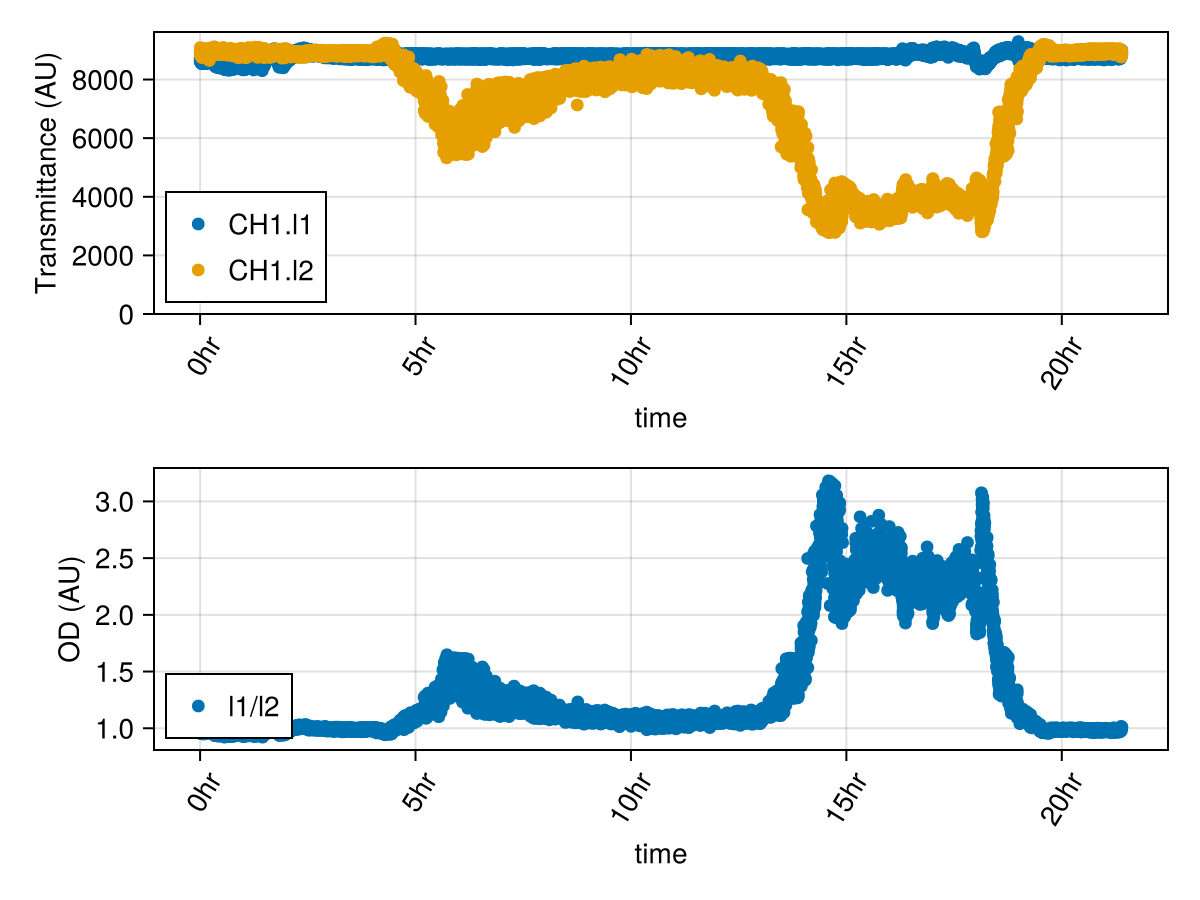 Transmittance (AU)
8000
6000
4000
2000
0
CH1.l1
CH1.l2
0hr
5hr
10hr
15hr
20hr
time
OD (AU)
3.0
2.5
2.0
1.5
1.0
l1/l2
0hr
5hr
10hr
15hr
20hr
time